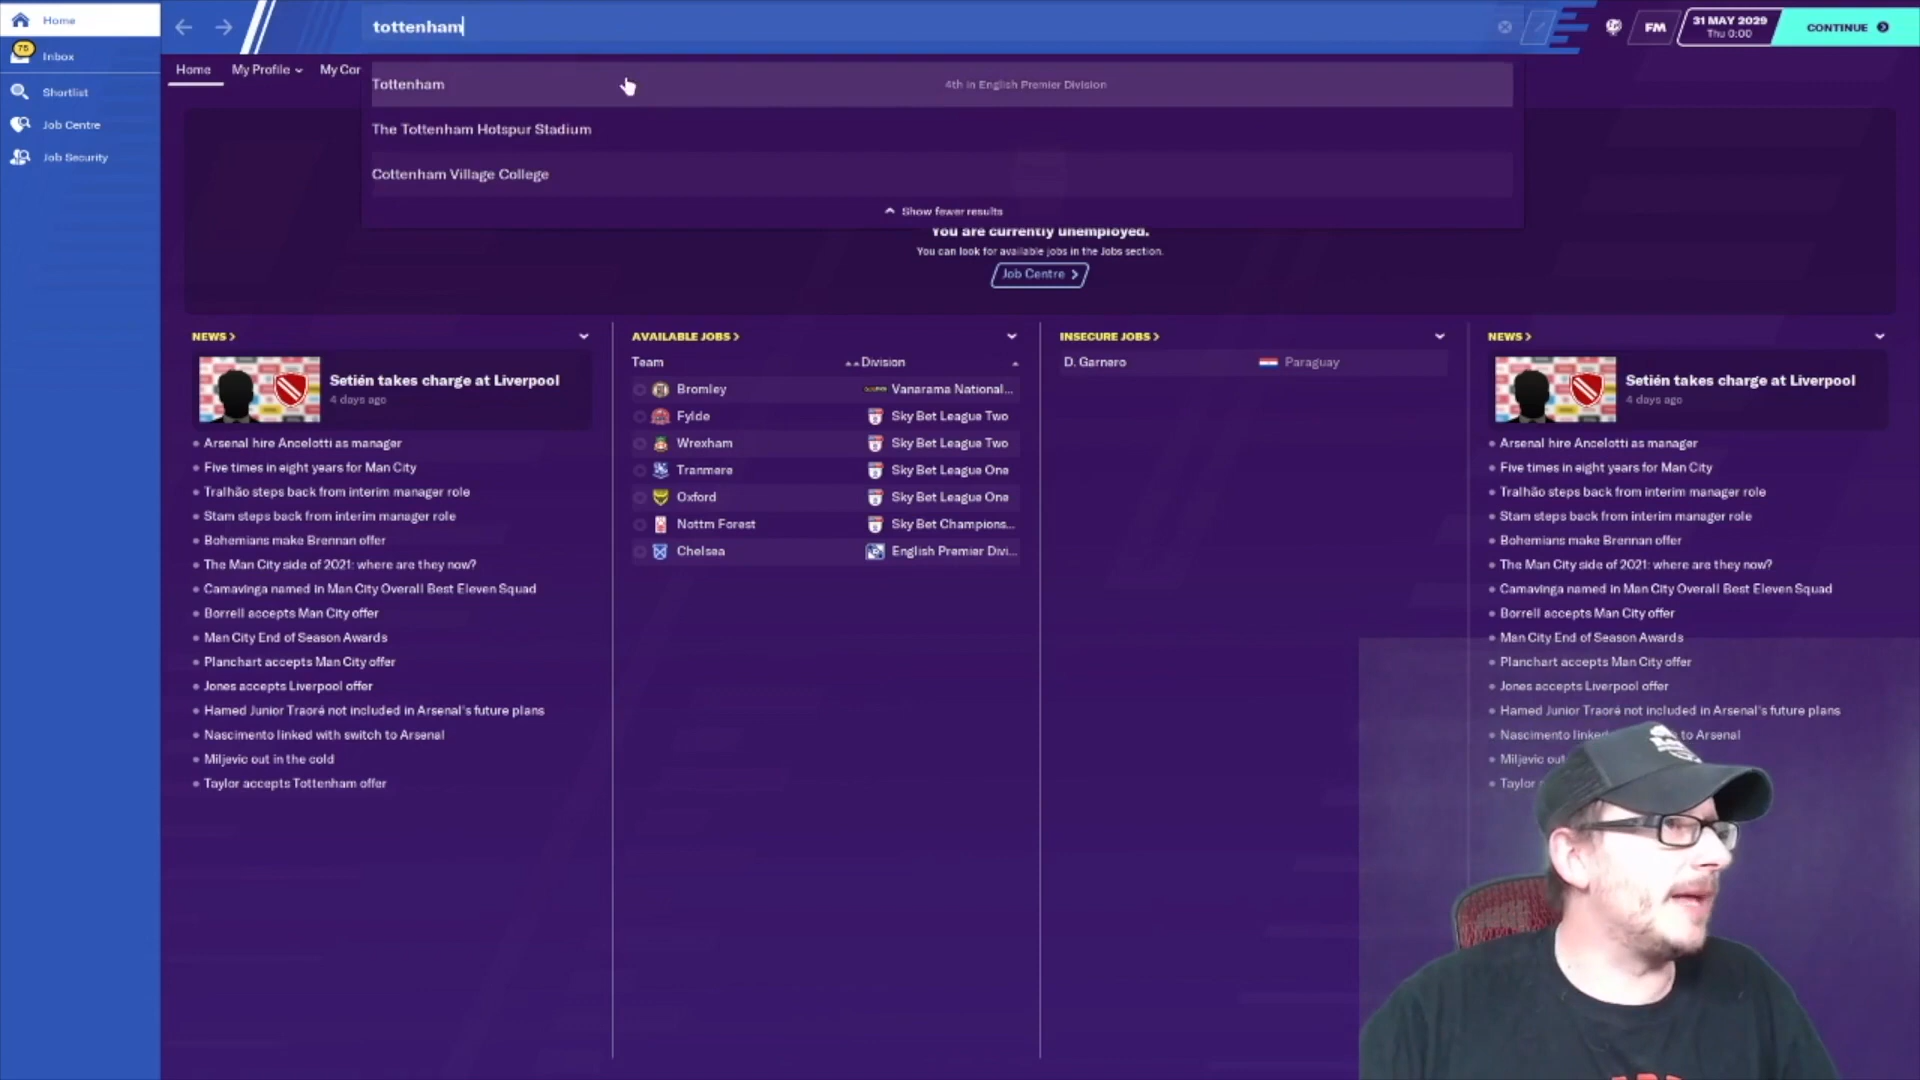 Home
75
Inbox
Shortlist
Job Centre
Job Security
tottenham
FM
31 MAY 2029
Thu 0:00
CONTINUE
Home
My Profile
My Car
Tottenham
4th in English Premier Division
The Tottenham Hotspur Stadium
Cottenham Village College
Show fewer results
You are currently unemployed.
You can look for available jobs in the Jobs section.
Job Centre >
NEWS >
Setién takes charge at Liverpool
4 days ago
Arsenal hire Ancelotti as manager
Five times in eight years for Man City
Tralhão steps back from interim manager role
Stam steps back from interim manager role
Bohemians make Brennan offer
The Man City side of 2021: where are they now?
Camavinga named in Man City Overall Best Eleven Squad
Borrell accepts Man City offer
Man City End of Season Awards
Planchart accepts Man City offer
Jones accepts Liverpool offer
Hamed Junior Traoré not included in Arsenal's future plans
Nascimento linked with switch to Arsenal
Miljevic out in the cold
Taylor accepts Tottenham offer
AVAILABLE JOBS >
Team Division
Bromley Vanarama National...
Fylde Sky Bet League Two
Wrexham Sky Bet League Two
Tranmere Sky Bet League One
Oxford Sky Bet League One
Nottm Forest Sky Bet Champions...
Chelsea English Premier Divi...
INSECURE JOBS >
D. Garnero Paraguay
NEWS >
Setién takes charge at Liverpool
4 days ago
Arsenal hire Ancelotti as manager
Five times in eight years for Man City
Tralhão steps back from interim manager role
Stam steps back from interim manager role
Bohemians make Brennan offer
The Man City side of 2021: where are they now?
Camavinga named in Man City Overall Best Eleven Squad
Borrell accepts Man City offer
Man City End of Season Awards
Planchart accepts Man City offer
Jones accepts Liverpool offer
Hamed Junior Traoré not included in Arsenal's future plans
Nascimento linked to Arsenal
Miljevic out
Taylor